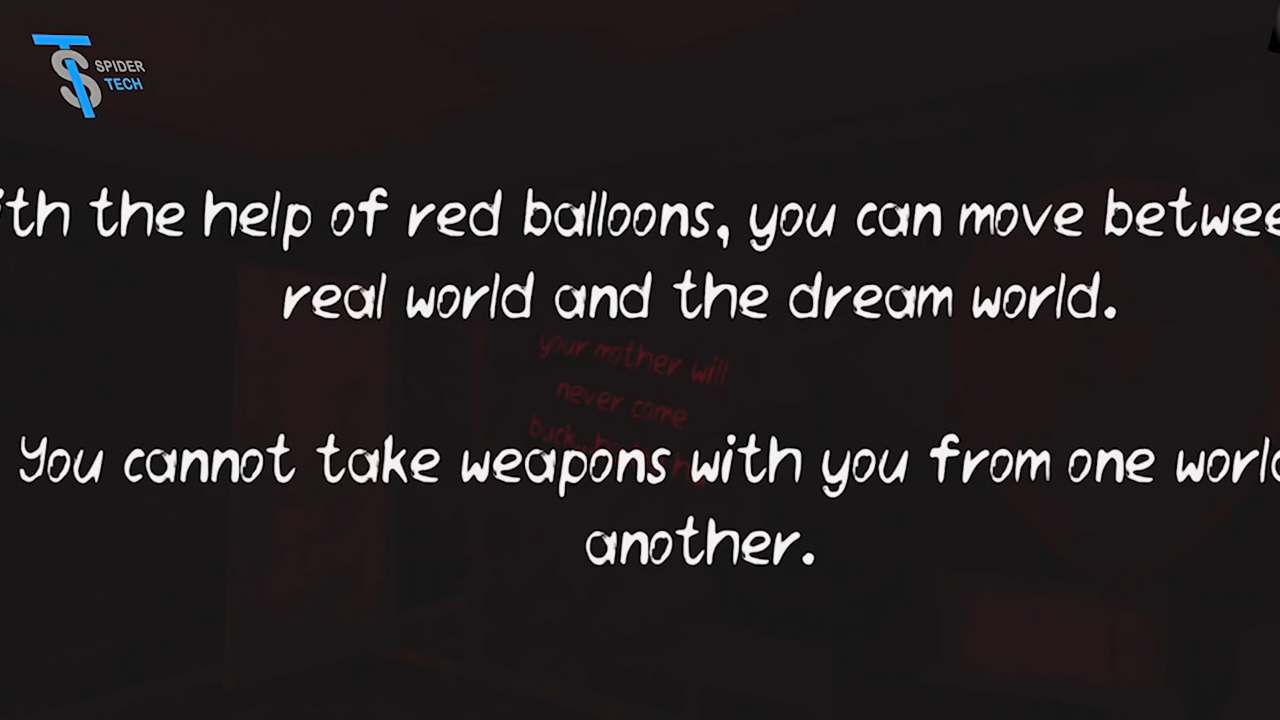 SPIDER
TECH
ith the help of red balloons, you can move betwee
real world and the dream world.
your mother will
never come
back..
You cannot take weapons with you from one worl
another.